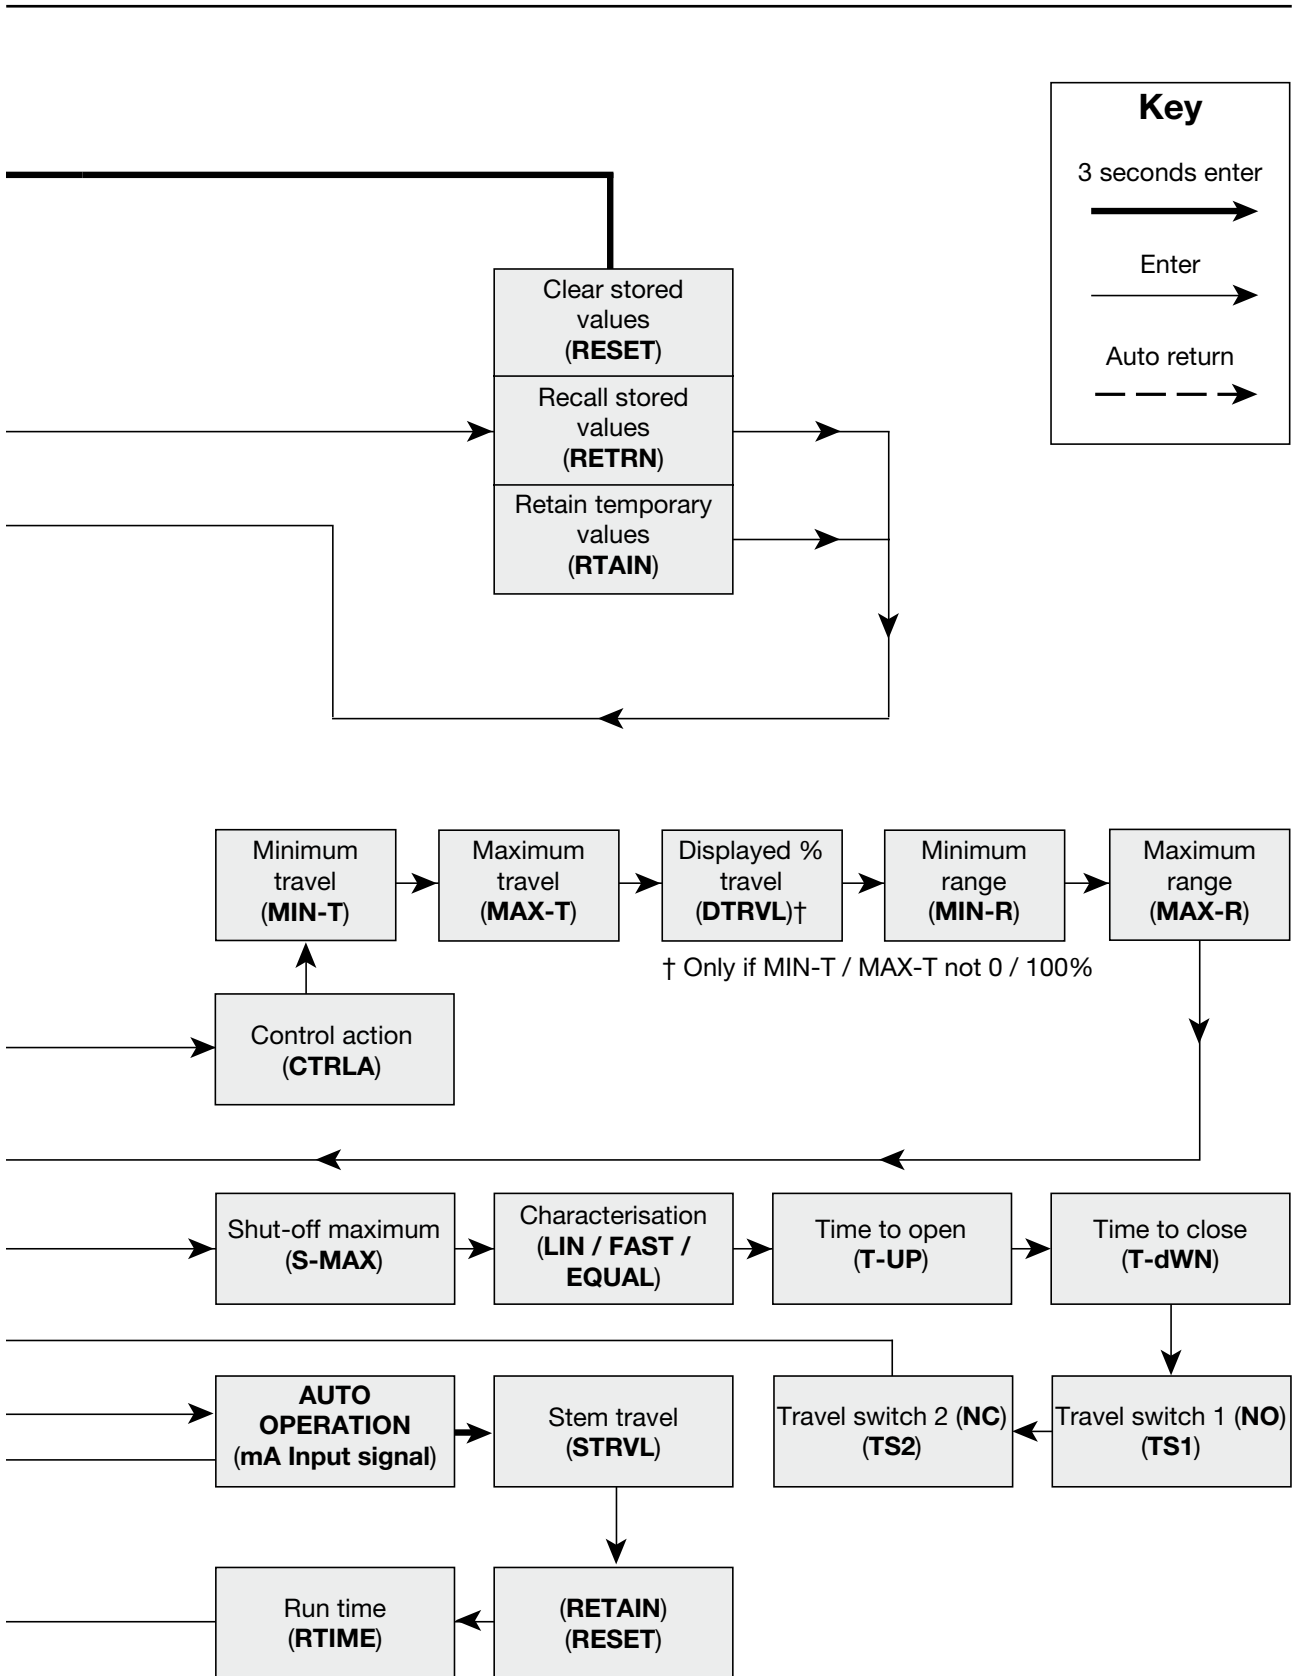 Key
3 seconds enter
Enter
Auto return
Clear stored
values
(RESET)
Recall stored
values
(RETRN)
Retain temporary
values
(RTAIN)
Minimum
travel
(MIN-T)
Maximum
travel
(MAX-T)
Displayed %
travel
(DTRVL)†
Minimum
range
(MIN-R)
Maximum
range
(MAX-R)
† Only if MIN-T / MAX-T not 0 / 100%
Control action
(CTRLA)
Shut-off maximum
(S-MAX)
Characterisation
(LIN / FAST /
EQUAL)
Time to open
(T-UP)
Time to close
(T-dWN)
AUTO
OPERATION
(mA Input signal)
Stem travel
(STRVL)
Travel switch 2 (NC)
(TS2)
Travel switch 1 (NO)
(TS1)
Run time
(RTIME)
(RETAIN)
(RESET)